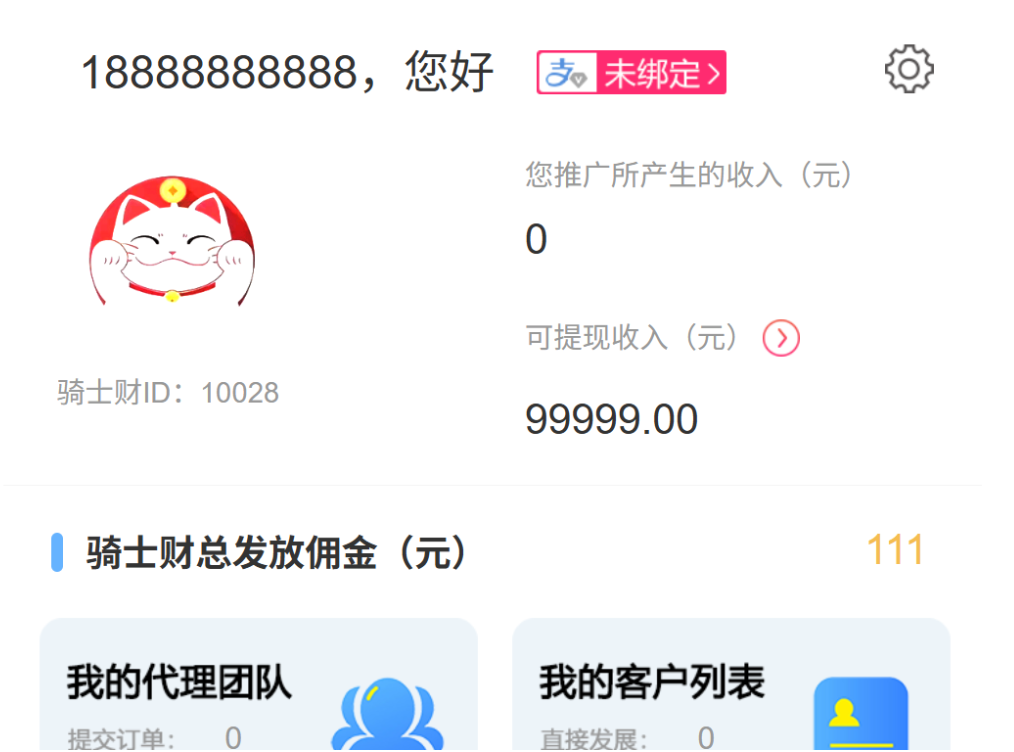 18888888888，您好
支 未绑定
您推广所产生的收入（元）
0
可提现收入（元）
99999.00
骑士财ID：10028
骑士财总发放佣金（元）
111
我的代理团队
提交订单： 0
我的客户列表
直接发展： 0